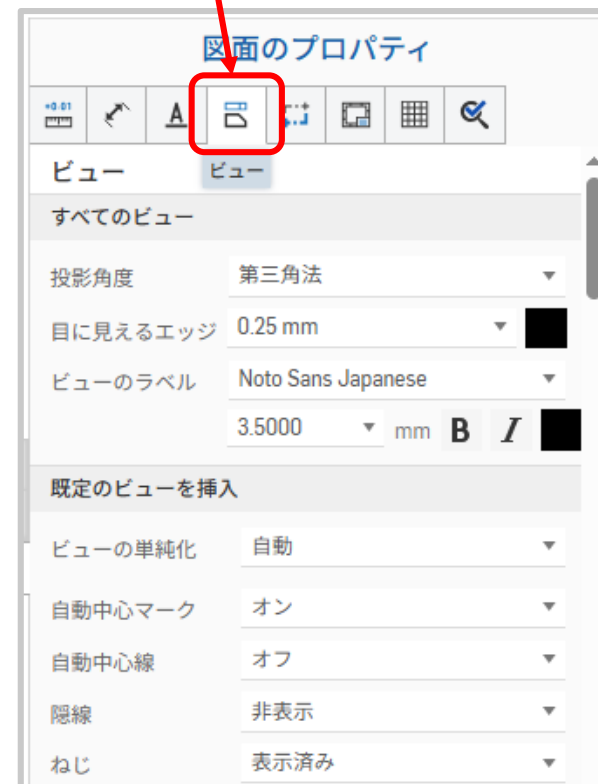 図面のプロパティ
+0.01
A
ビュー
ビュー
すべてのビュー
投影角度 第三角法
目に見えるエッジ 0.25 mm
ビューのラベル Noto Sans Japanese
3.5000 mm B I
既定のビューを挿入
ビューの単純化 自動
自動中心マーク オン
自動中心線 オフ
隠線 非表示
ねじ 表示済み